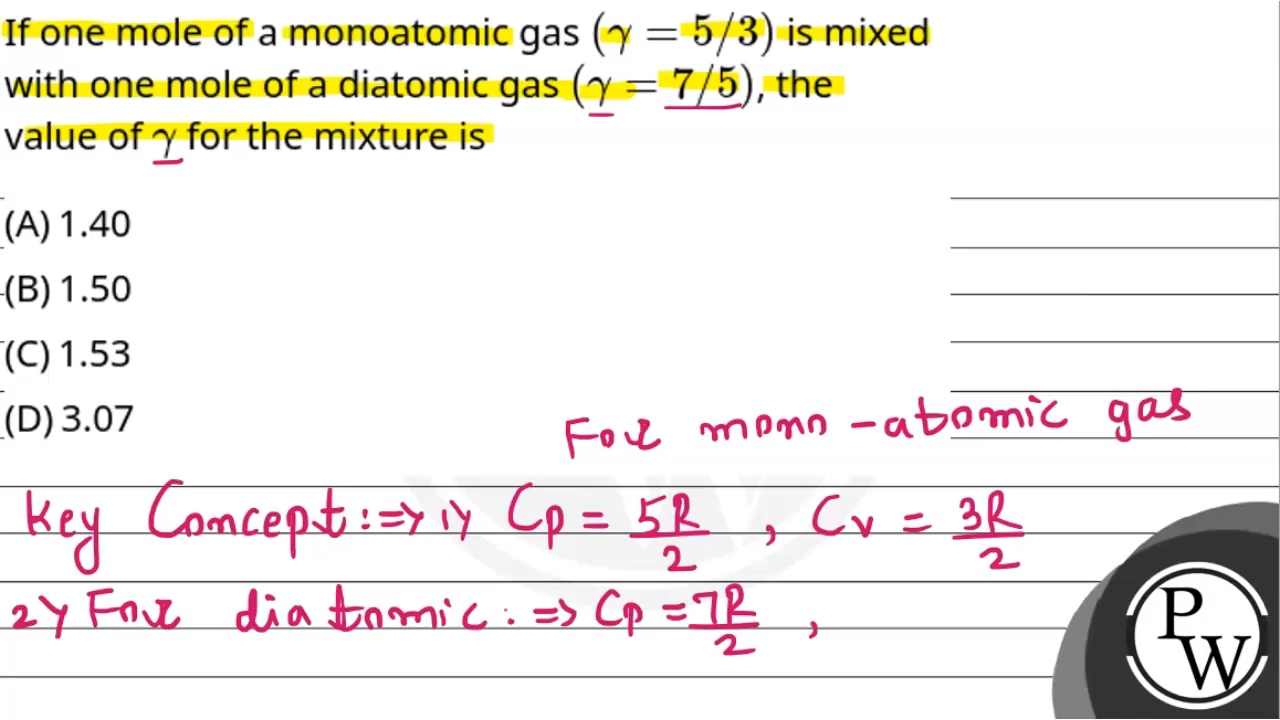 If one mole of a monoatomic gas (γ = 5/3) is mixed
with one mole of a diatomic gas (γ = 7/5), the
value of γ for the mixture is
(A) 1.40
(B) 1.50
(C) 1.53
(D) 3.07
For mono-atomic gas
Key Concept :⇒ 1) Cp = 5R/2 , Cv = 3R/2
2) For diatomic :⇒ Cp = 7R/2 ,
P
W